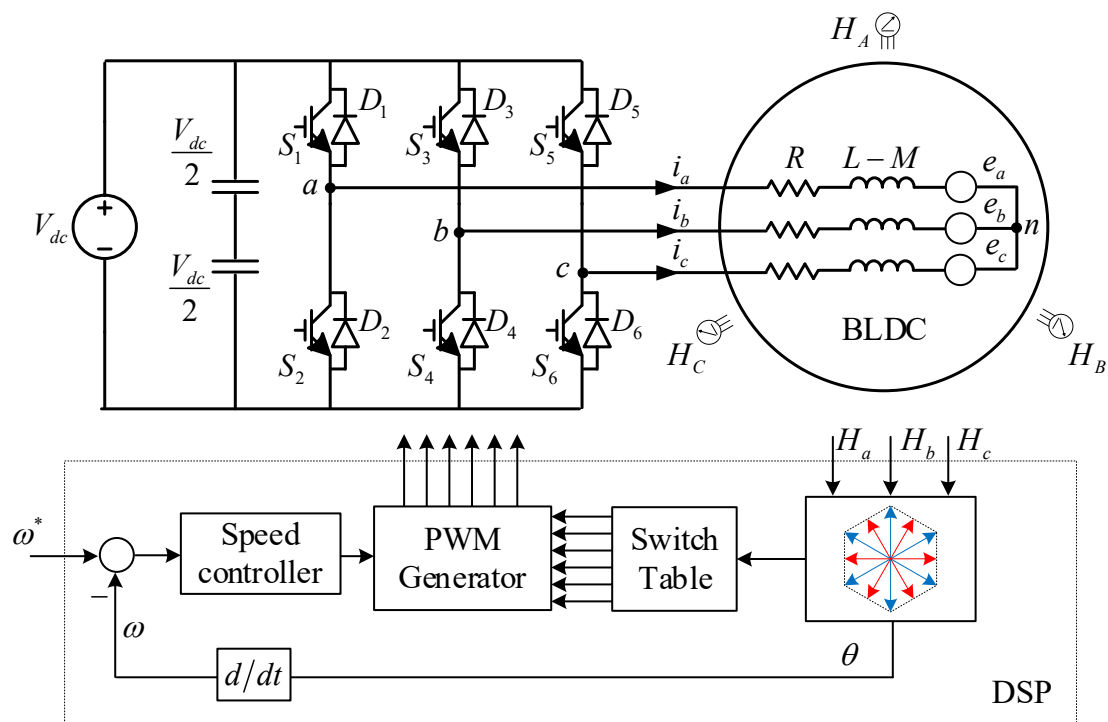 H_A
D_1 D_3 D_5
V_dc/2
S_1 S_3 S_5
R L − M
a i_a e_a
V_dc + −
b i_b e_b n
V_dc/2
c i_c e_c
D_2 D_4 D_6
BLDC
H_C H_B
S_2 S_4 S_6
H_a H_b H_c
ω*
Speed
controller
PWM
Generator
Switch
Table
−
ω
d/dt
θ
DSP